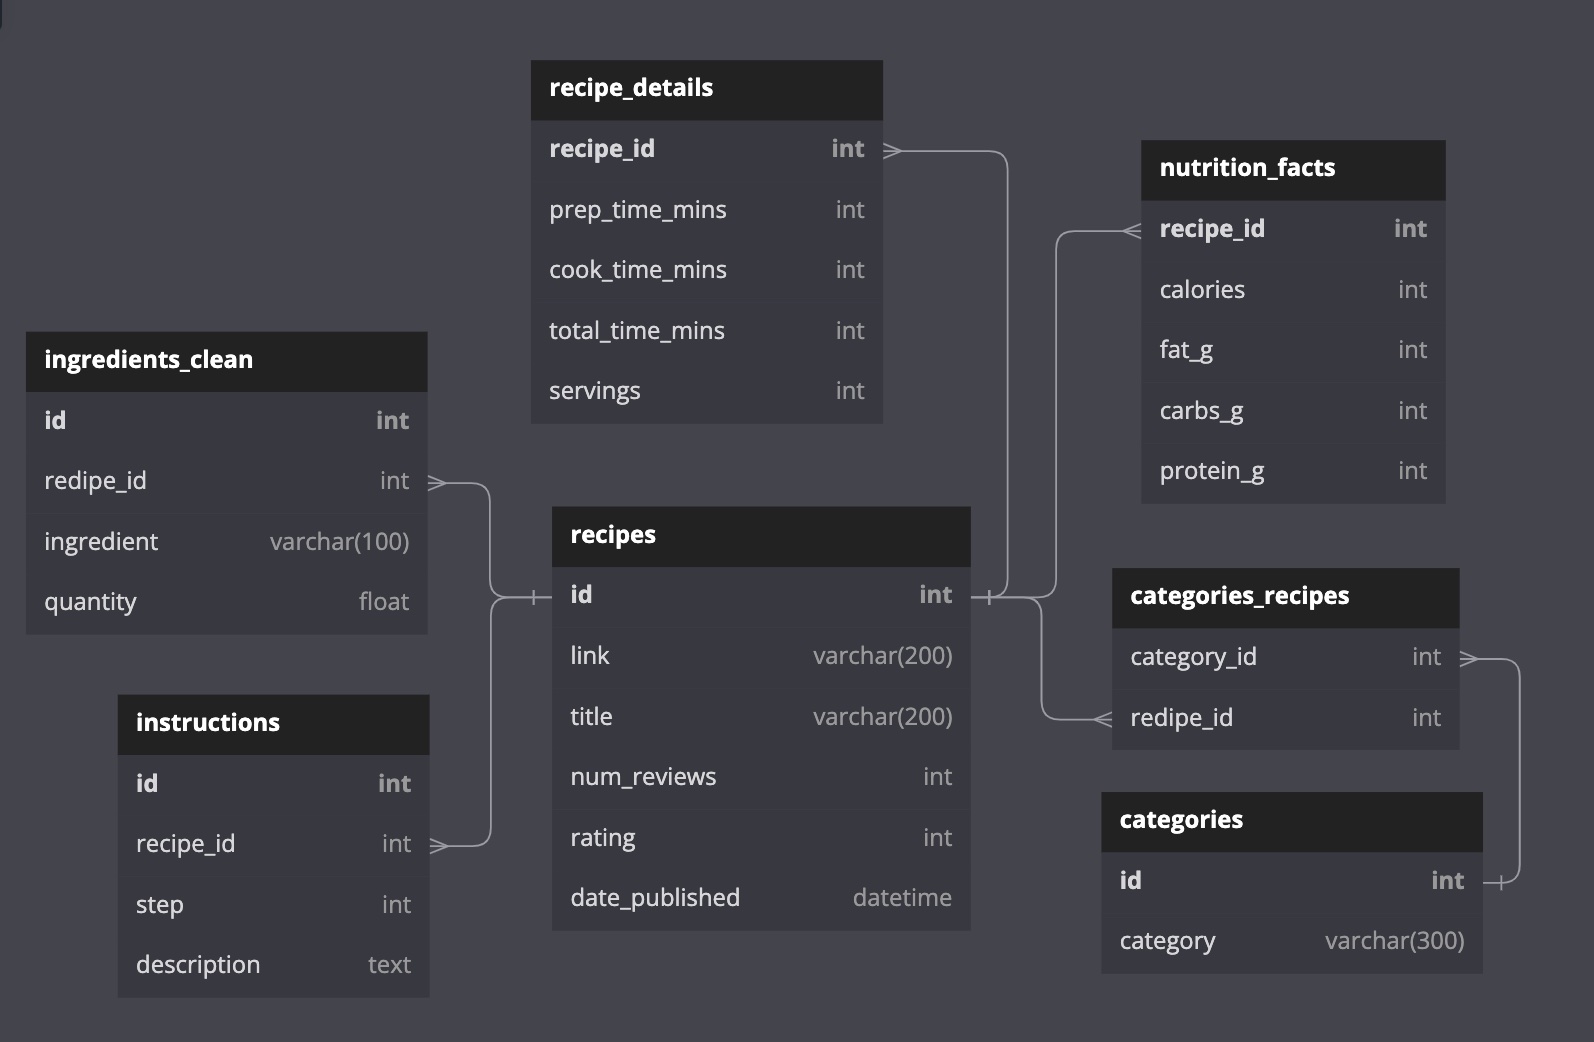 recipe_details
recipe_id int
prep_time_mins int
cook_time_mins int
total_time_mins int
servings int
nutrition_facts
recipe_id int
calories int
fat_g int
carbs_g int
protein_g int
ingredients_clean
id int
redipe_id int
ingredient varchar(100)
quantity float
recipes
id int
link varchar(200)
title varchar(200)
num_reviews int
rating int
date_published datetime
categories_recipes
category_id int
redipe_id int
instructions
id int
recipe_id int
step int
description text
categories
id int
category varchar(300)